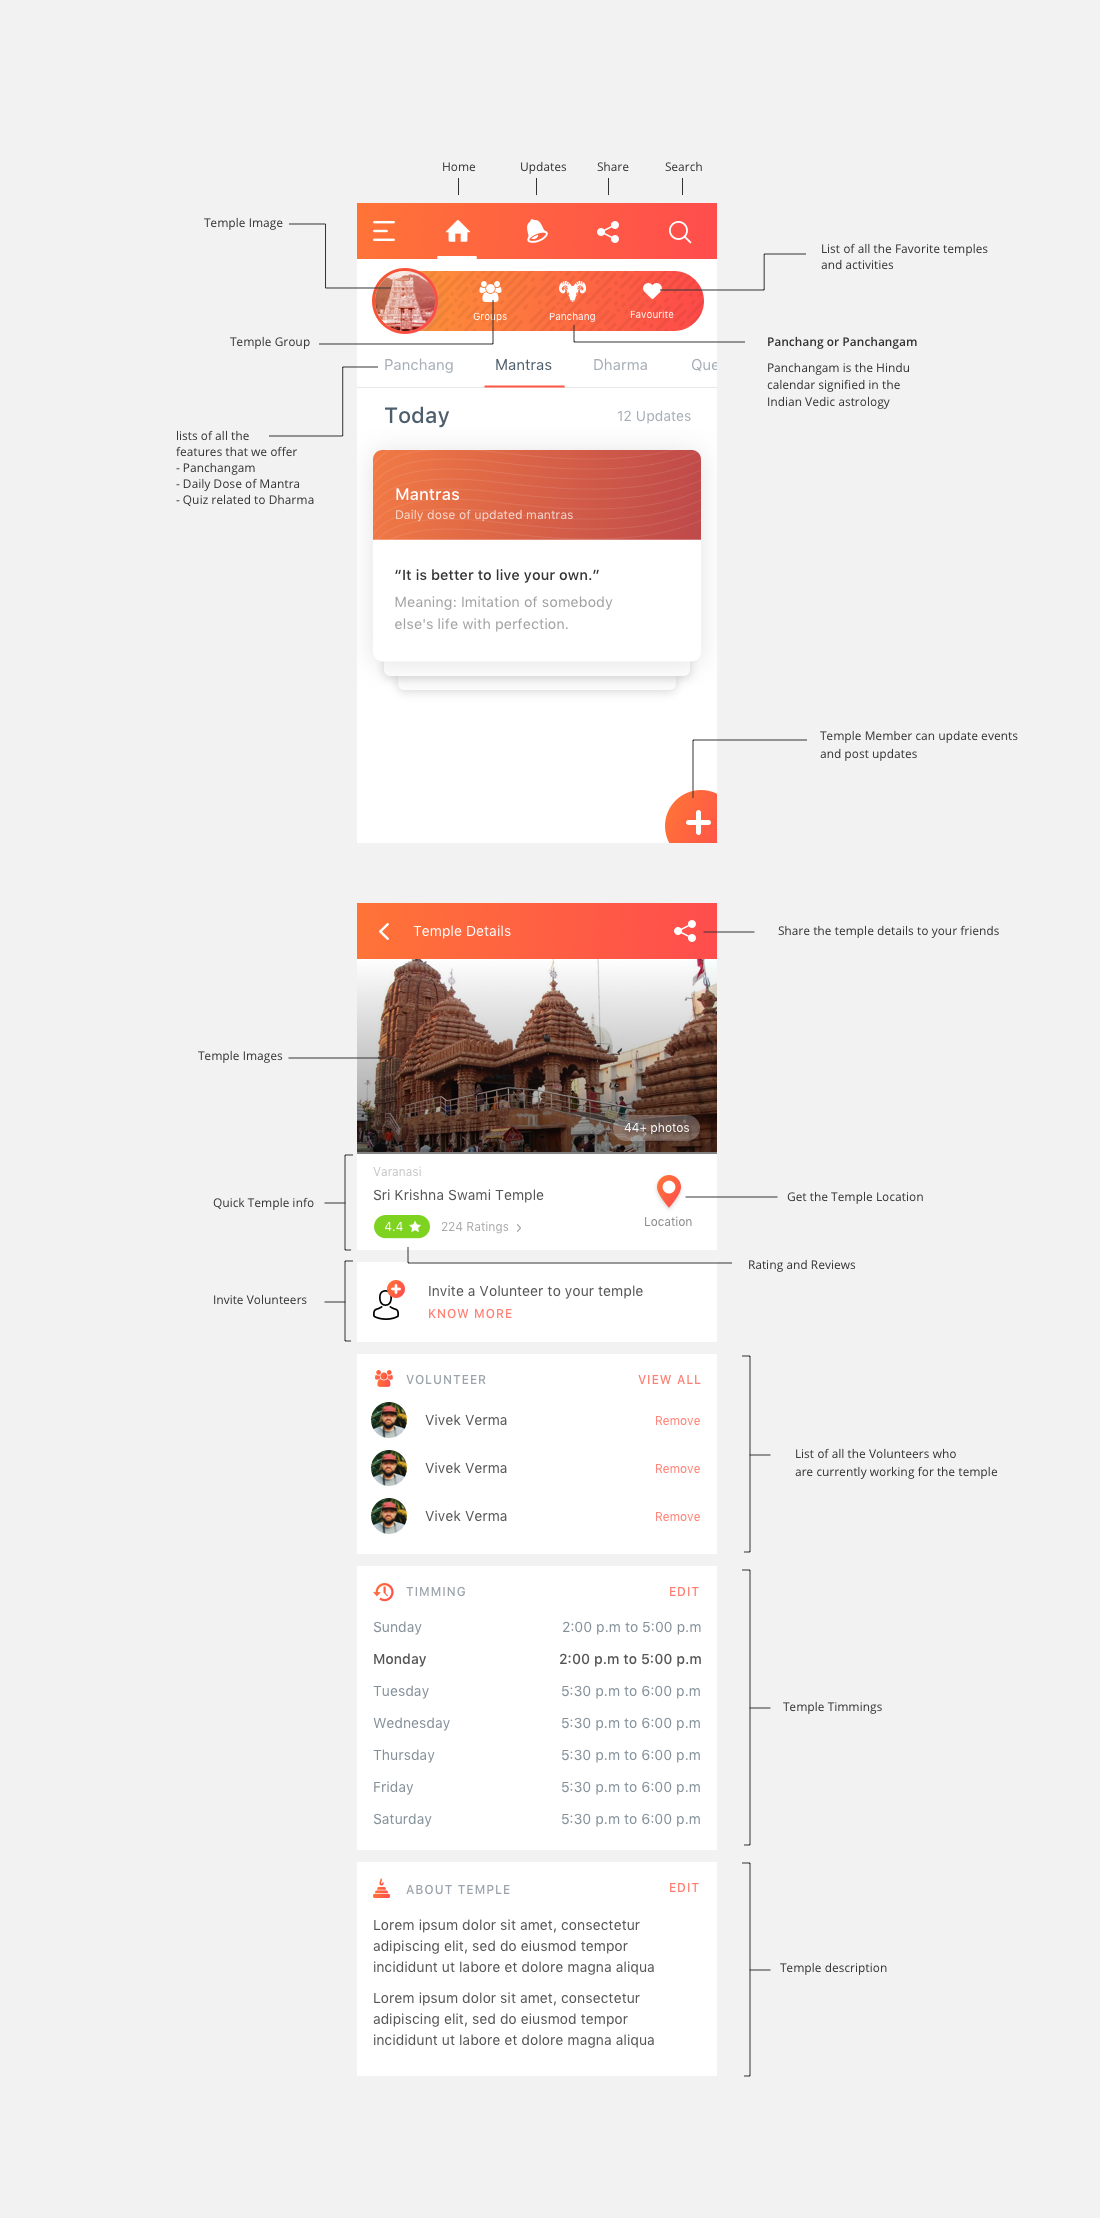 Home
Updates
Share
Search
Temple Image
List of all the Favorite temples
and activities
Groups
Panchang
Favourite
Temple Group
Panchang or Panchangam
Panchangam is the Hindu
calendar signified in the
Indian Vedic astrology
Panchang
Mantras
Dharma
Que
Today
12 Updates
lists of all the
features that we offer
- Panchangam
- Daily Dose of Mantra
- Quiz related to Dharma
Mantras
Daily dose of updated mantras
“It is better to live your own.”
Meaning: Imitation of somebody
else's life with perfection.
Temple Member can update events
and post updates
Temple Details
Share the temple details to your friends
Temple Images
44+ photos
Varanasi
Sri Krishna Swami Temple
4.4
224 Ratings
Location
Quick Temple info
Get the Temple Location
Rating and Reviews
Invite Volunteers
Invite a Volunteer to your temple
KNOW MORE
VOLUNTEER
VIEW ALL
Vivek Verma
Remove
Vivek Verma
Remove
Vivek Verma
Remove
List of all the Volunteers who
are currently working for the temple
TIMMING
EDIT
Sunday
2:00 p.m to 5:00 p.m
Monday
2:00 p.m to 5:00 p.m
Tuesday
5:30 p.m to 6:00 p.m
Wednesday
5:30 p.m to 6:00 p.m
Thursday
5:30 p.m to 6:00 p.m
Friday
5:30 p.m to 6:00 p.m
Saturday
5:30 p.m to 6:00 p.m
Temple Timmings
ABOUT TEMPLE
EDIT
Lorem ipsum dolor sit amet, consectetur
adipiscing elit, sed do eiusmod tempor
incididunt ut labore et dolore magna aliqua
Lorem ipsum dolor sit amet, consectetur
adipiscing elit, sed do eiusmod tempor
incididunt ut labore et dolore magna aliqua
Temple description